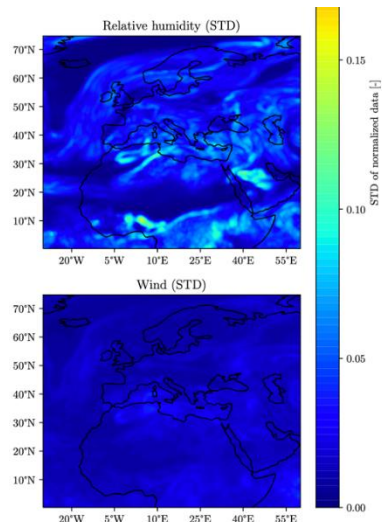 Relative humidity (STD)
70°N
60°N
50°N
40°N
30°N
20°N
10°N
20°W 5°W 10°E 25°E 40°E 55°E
Wind (STD)
70°N
60°N
50°N
40°N
30°N
20°N
10°N
20°W 5°W 10°E 25°E 40°E 55°E
0.15
0.10
0.05
0.00
STD of normalized data [-]